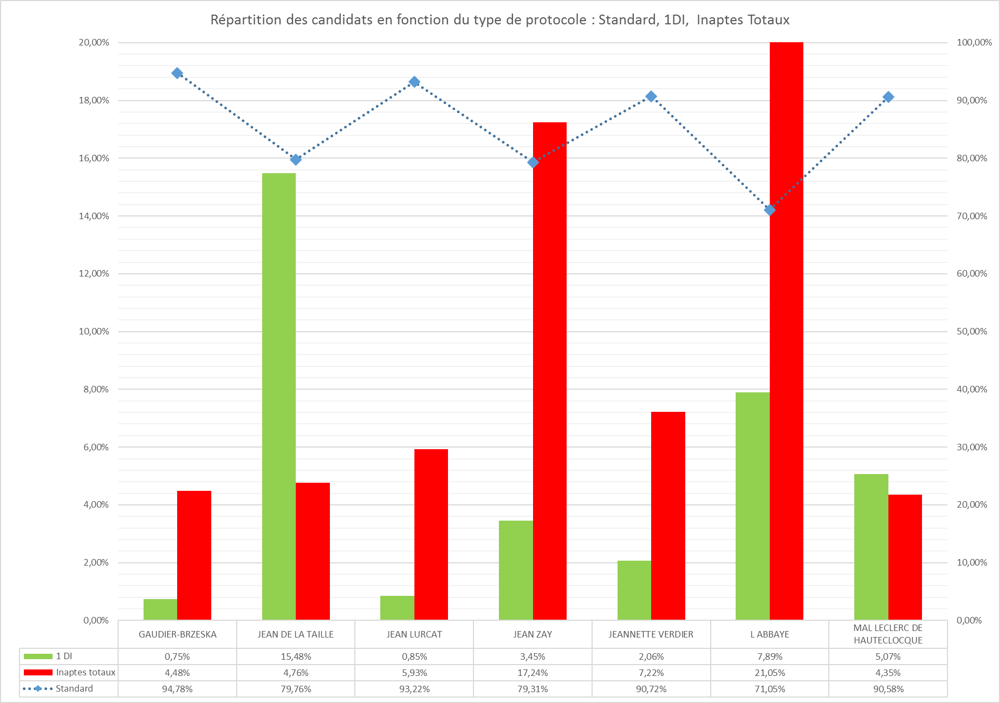 Répartition des candidats en fonction du type de protocole : Standard, 1DI,  Inaptes Totaux
20,00% 100,00%
18,00% 90,00%
16,00% 80,00%
14,00% 70,00%
12,00% 60,00%
10,00% 50,00%
8,00% 40,00%
6,00% 30,00%
4,00% 20,00%
2,00% 10,00%
0,00% 0,00%
GAUDIER-BRZESKA JEAN DE LA TAILLE JEAN LURCAT JEAN ZAY JEANNETTE VERDIER L ABBAYE MAL LECLERC DE
HAUTECLOCQUE
1 DI 0,75% 15,48% 0,85% 3,45% 2,06% 7,89% 5,07%
Inaptes totaux 4,48% 4,76% 5,93% 17,24% 7,22% 21,05% 4,35%
Standard 94,78% 79,76% 93,22% 79,31% 90,72% 71,05% 90,58%